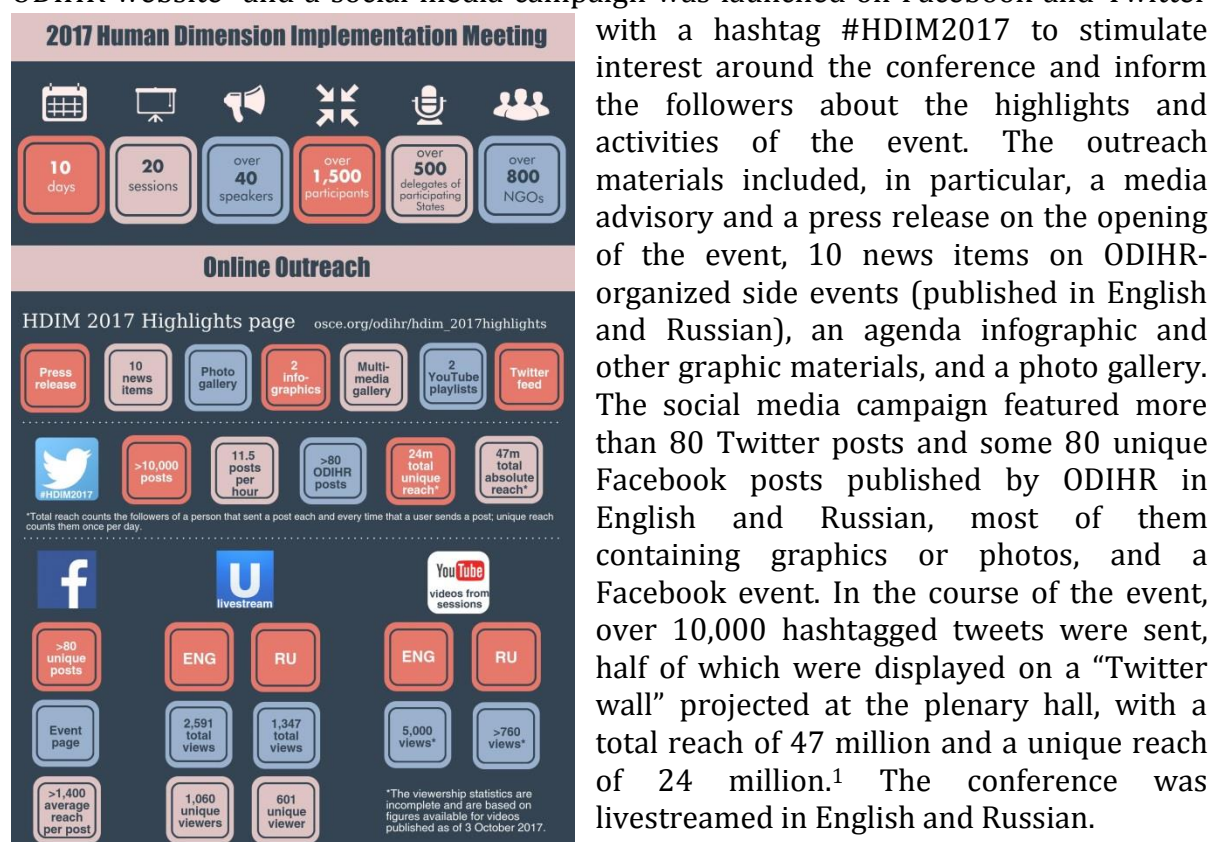 ODIHR website and a social media campaign was launched on Facebook and Twitter
2017 Human Dimension Implementation Meeting
10
days
20
sessions
over
40
speakers
over
1,500
participants
over
500
delegates of
participating
States
over
800
NGOs
Online Outreach
HDIM 2017 Highlights page osce.org/odihr/hdim_2017highlights
Press
release
10
news
items
Photo
gallery
2
info-
graphics
Multi-
media
gallery
2
YouTube
playlists
Twitter
feed
#HDIM2017
>10,000
posts
11.5
posts
per
hour
>80
ODIHR
posts
24m
total
unique
reach*
47m
total
absolute
reach*
*Total reach counts the followers of a person that sent a post each and every time that a user sends a post; unique reach
counts them once per day.
f
>80
unique
posts
Event
page
>1,400
average
reach
per post
U
livestream
ENG
RU
2,591
total
views
1,347
total
views
1,060
unique
viewers
601
unique
viewer
You Tube
videos from
sessions
ENG
RU
5,000
views*
>760
views*
*The viewership statistics are
incomplete and are based on
figures available for videos
published as of 3 October 2017.
with a hashtag #HDIM2017 to stimulate
interest around the conference and inform
the followers about the highlights and
activities of the event. The outreach
materials included, in particular, a media
advisory and a press release on the opening
of the event, 10 news items on ODIHR-
organized side events (published in English
and Russian), an agenda infographic and
other graphic materials, and a photo gallery.
The social media campaign featured more
than 80 Twitter posts and some 80 unique
Facebook posts published by ODIHR in
English and Russian, most of them
containing graphics or photos, and a
Facebook event. In the course of the event,
over 10,000 hashtagged tweets were sent,
half of which were displayed on a “Twitter
wall” projected at the plenary hall, with a
total reach of 47 million and a unique reach
of 24 million.¹ The conference was
livestreamed in English and Russian.